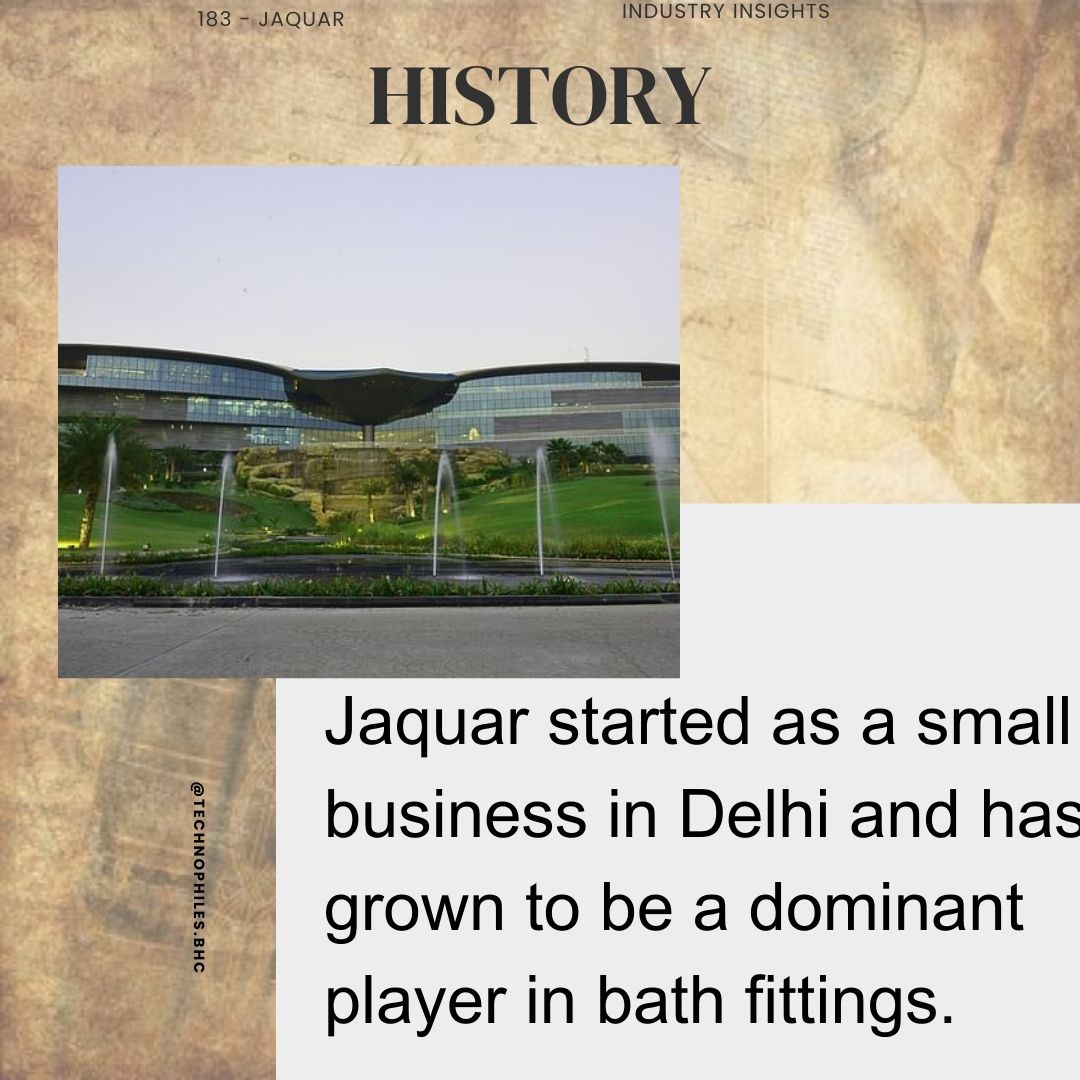 183 - JAQUAR
INDUSTRY INSIGHTS
HISTORY
Jaquar started as a small
business in Delhi and has
grown to be a dominant
player in bath fittings.
@TECHNOPHILES.BHC